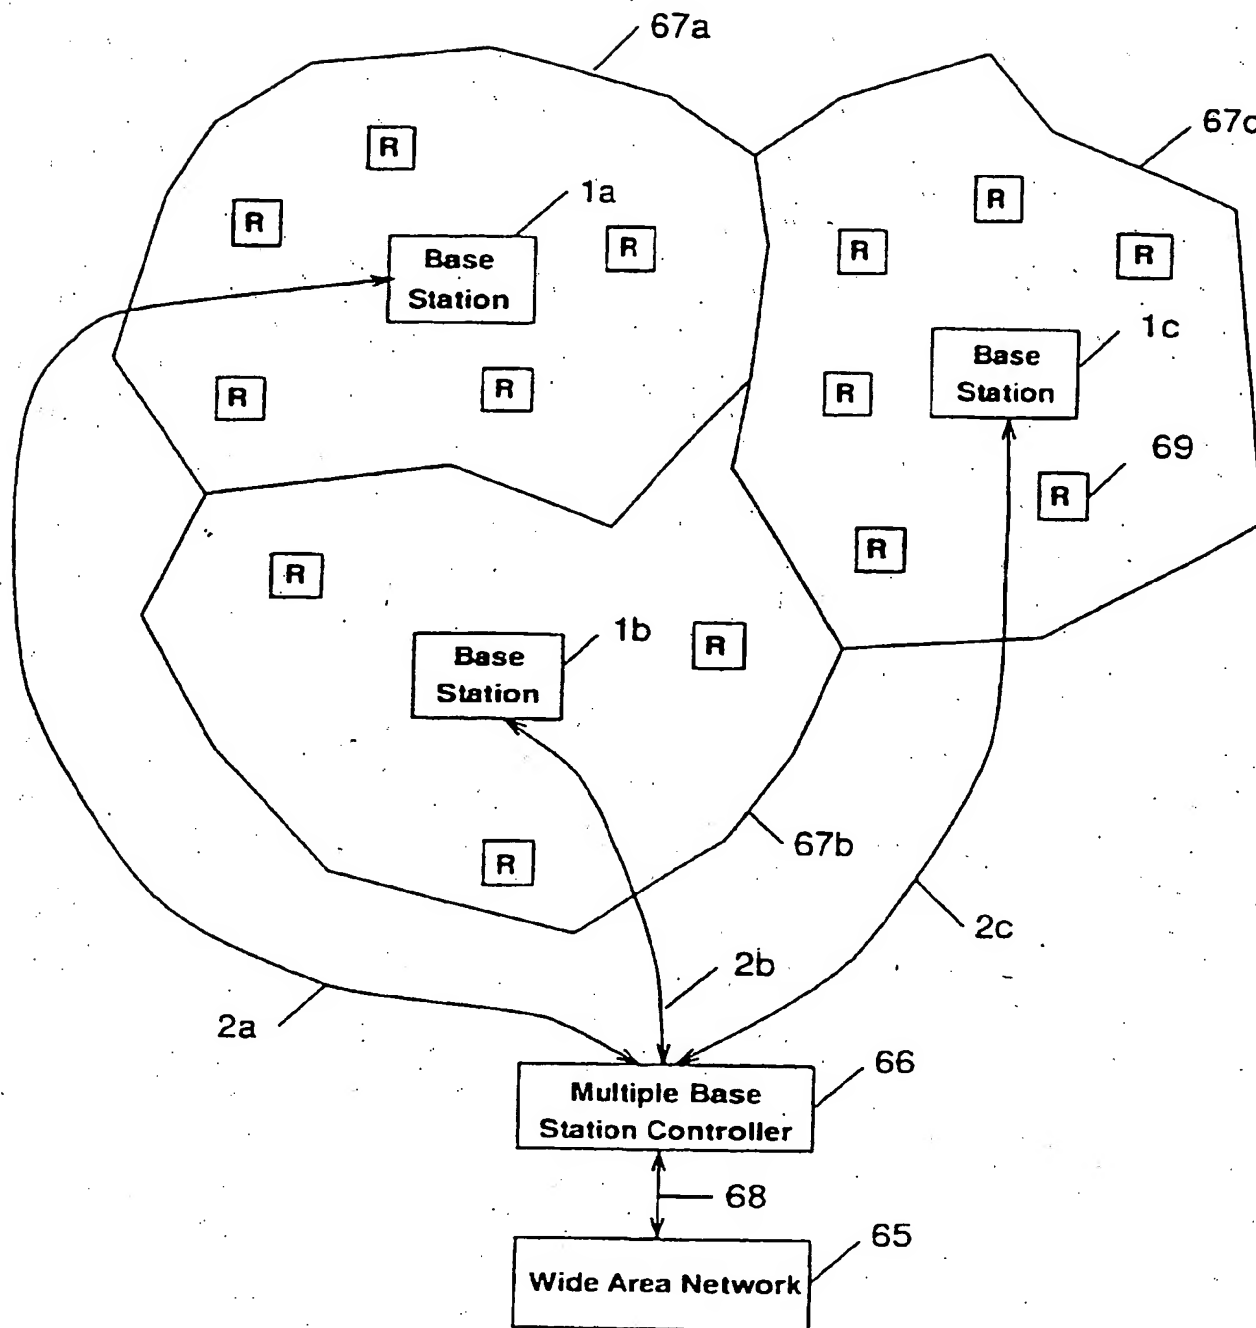 67a
67c
R
1a
R
R
R
Base
Station
R
R
R
1c
Base
Station
R
R
R
69
R
R
R
1b
R
Base
Station
67b
R
2c
2b
2a
66
Multiple Base
Station Controller
68
65
Wide Area Network